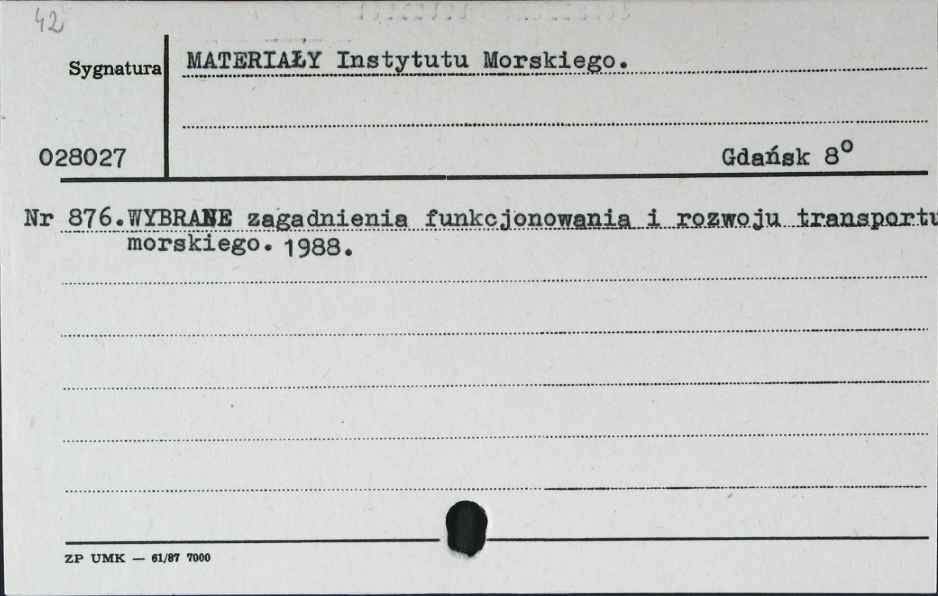 42
Sygnatura
MATERIAŁY Instytutu Morskiego.
028027
Gdańsk 8°
Nr 876. WYBRANE zagadnienia funkcjonowania i rozwoju transportu
morskiego. 1988.
ZP UMK — 61/87 7000